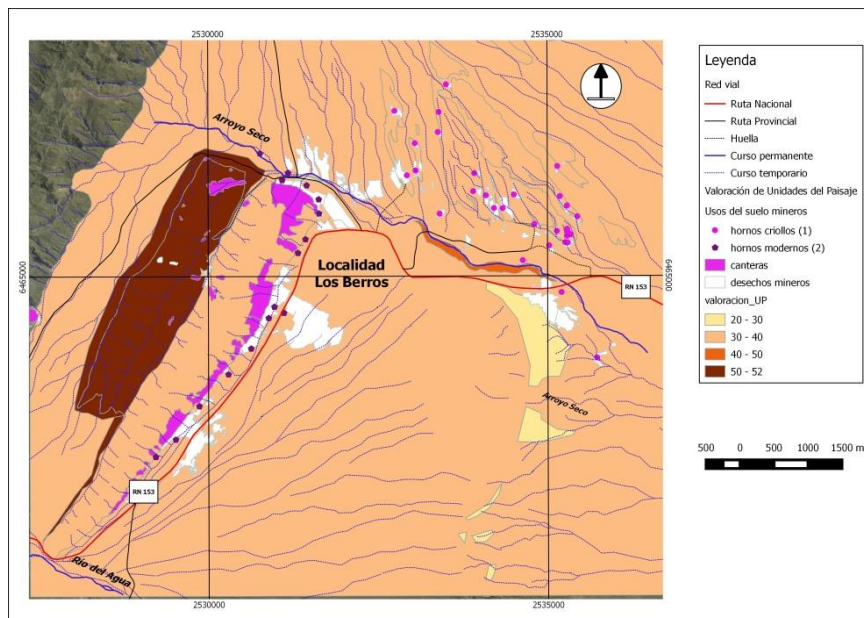 2530000
2535000
Arroyo Seco
6465000
6465000
Localidad
Los Berros
RN 153
Arroyo Seco
RN 153
Río del Agua
2530000
2535000
Leyenda
Red vial
Ruta Nacional
Ruta Provincial
Huella
Curso permanente
Curso temporario
Valoración de Unidades del Paisaje
Usos del suelo mineros
hornos criollos (1)
hornos modernos (2)
canteras
desechos mineros
valoracion_UP
20 - 30
30 - 40
40 - 50
50 - 52
500 0 500 1000 1500 m